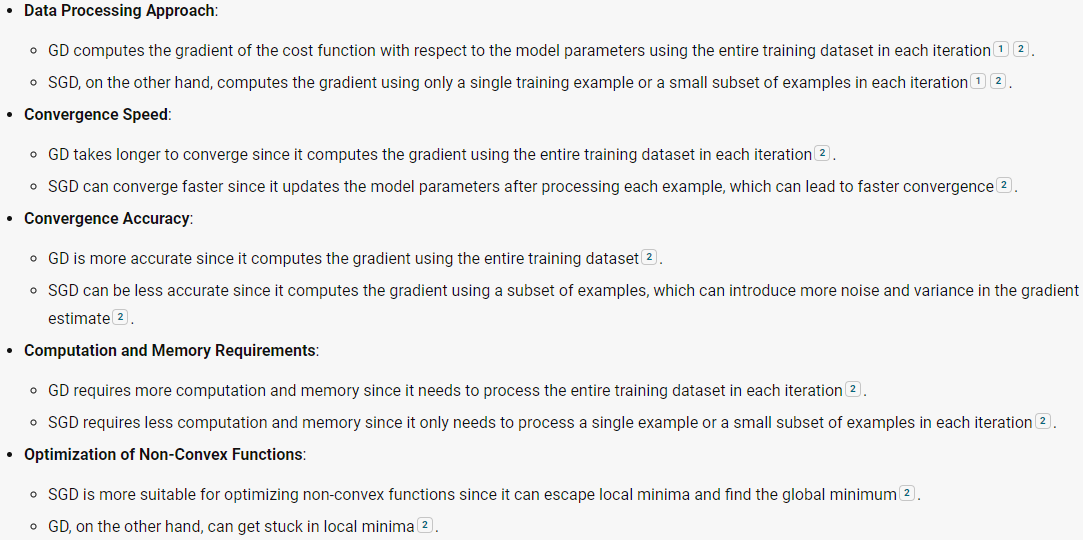 • Data Processing Approach:
◦ GD computes the gradient of the cost function with respect to the model parameters using the entire training dataset in each iteration 1 2 .
◦ SGD, on the other hand, computes the gradient using only a single training example or a small subset of examples in each iteration 1 2 .
• Convergence Speed:
◦ GD takes longer to converge since it computes the gradient using the entire training dataset in each iteration 2 .
◦ SGD can converge faster since it updates the model parameters after processing each example, which can lead to faster convergence 2 .
• Convergence Accuracy:
◦ GD is more accurate since it computes the gradient using the entire training dataset 2 .
◦ SGD can be less accurate since it computes the gradient using a subset of examples, which can introduce more noise and variance in the gradient
estimate 2 .
• Computation and Memory Requirements:
◦ GD requires more computation and memory since it needs to process the entire training dataset in each iteration 2 .
◦ SGD requires less computation and memory since it only needs to process a single example or a small subset of examples in each iteration 2 .
• Optimization of Non-Convex Functions:
◦ SGD is more suitable for optimizing non-convex functions since it can escape local minima and find the global minimum 2 .
◦ GD, on the other hand, can get stuck in local minima 2 .